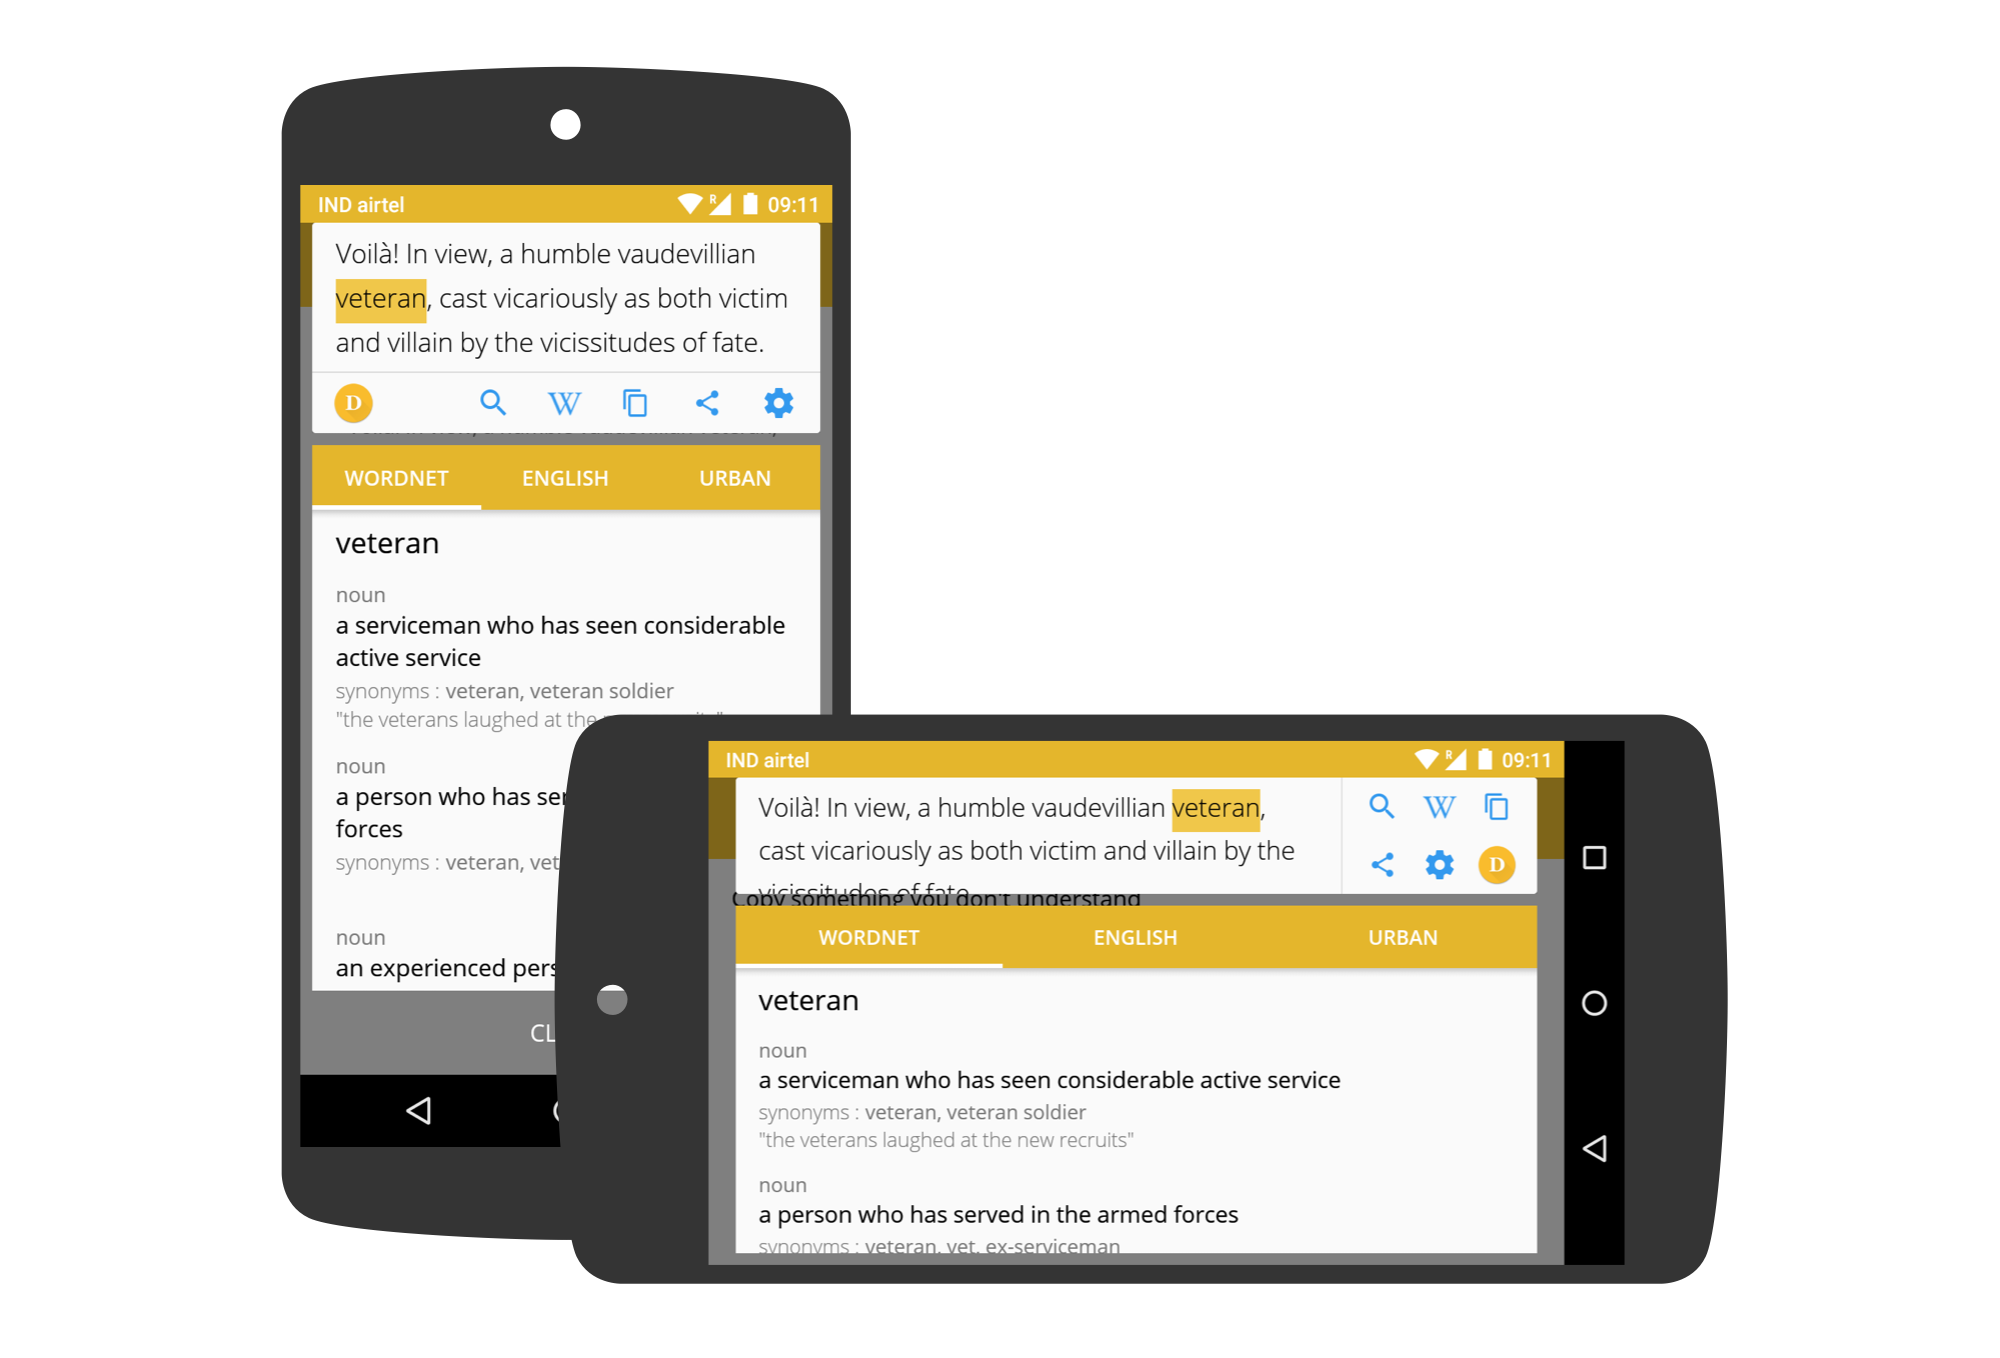 IND airtel
R
09:11
Voilà! In view, a humble vaudevillian
veteran, cast vicariously as both victim
and villain by the vicissitudes of fate.
D
W
WORDNET ENGLISH URBAN
veteran
noun
a serviceman who has seen considerable
active service
synonyms : veteran, veteran soldier
"the veterans laughed at the
noun
a person who has ser
forces
synonyms : veteran, vet
noun
an experienced pers
CL
IND airtel
R
09:11
Voilà! In view, a humble vaudevillian veteran,
cast vicariously as both victim and villain by the
vicissitudes of fate.
W
D
Copy something you don't understand
WORDNET ENGLISH URBAN
veteran
noun
a serviceman who has seen considerable active service
synonyms : veteran, veteran soldier
"the veterans laughed at the new recruits"
noun
a person who has served in the armed forces
synonyms : veteran, vet, ex-serviceman